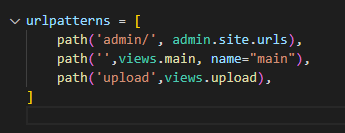 urlpatterns = [
    path('admin/', admin.site.urls),
    path('',views.main, name="main"),
    path('upload',views.upload),
]